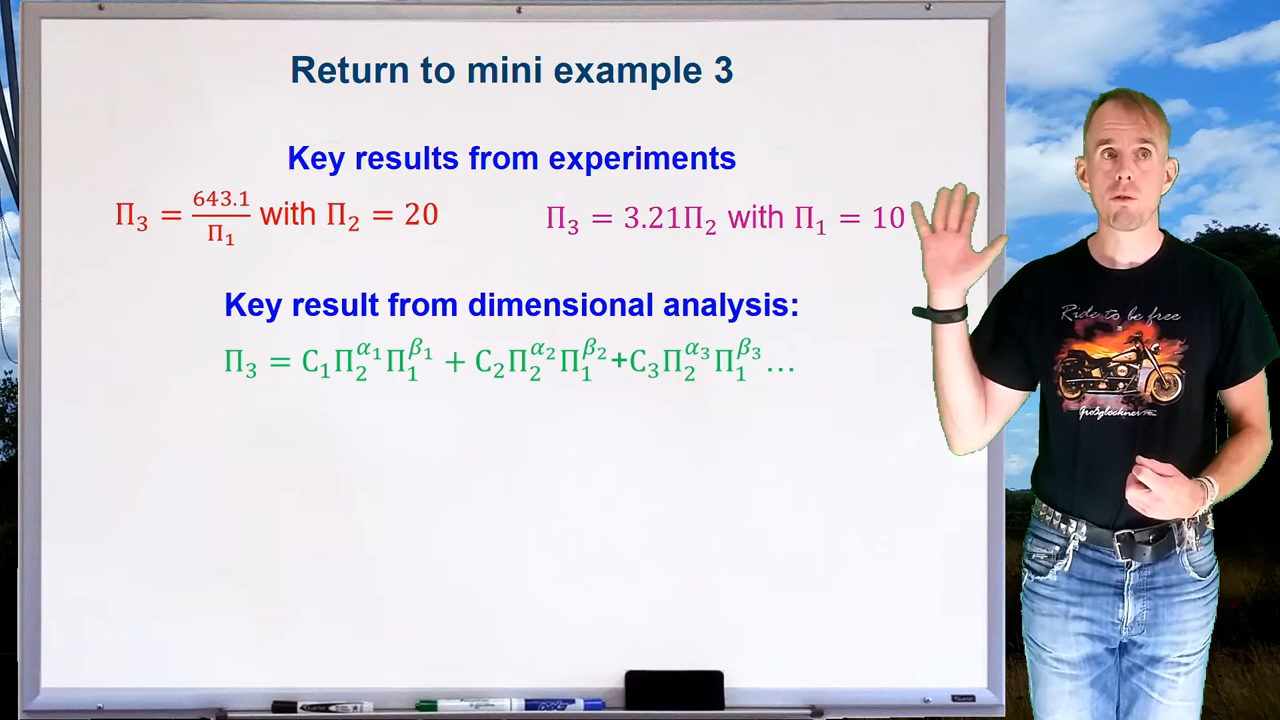 Return to mini example 3
Key results from experiments
Π₃ = 643.1/Π₁ with Π₂ = 20
Π₃ = 3.21Π₂ with Π₁ = 10
Key result from dimensional analysis:
Π₃ = C₁Π₂^α₁Π₁^β₁ + C₂Π₂^α₂Π₁^β₂+C₃Π₂^α₃Π₁^β₃…
Ride to be free
Großglockner